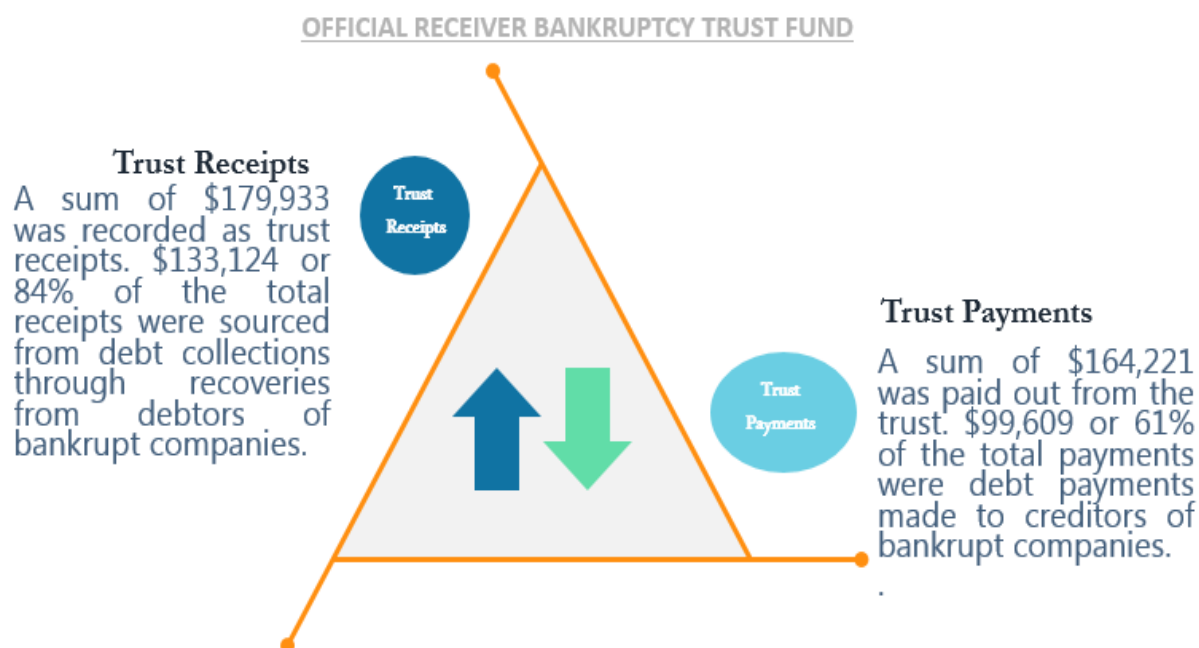 OFFICIAL RECEIVER BANKRUPTCY TRUST FUND
Trust Receipts
A sum of $179,933
was recorded as trust
receipts. $133,124 or
84% of the total
receipts were sourced
from debt collections
through recoveries
from debtors of
bankrupt companies.
Trust
Receipts
Trust
Payments
Trust Payments
A sum of $164,221
was paid out from the
trust. $99,609 or 61%
of the total payments
were debt payments
made to creditors of
bankrupt companies.
.